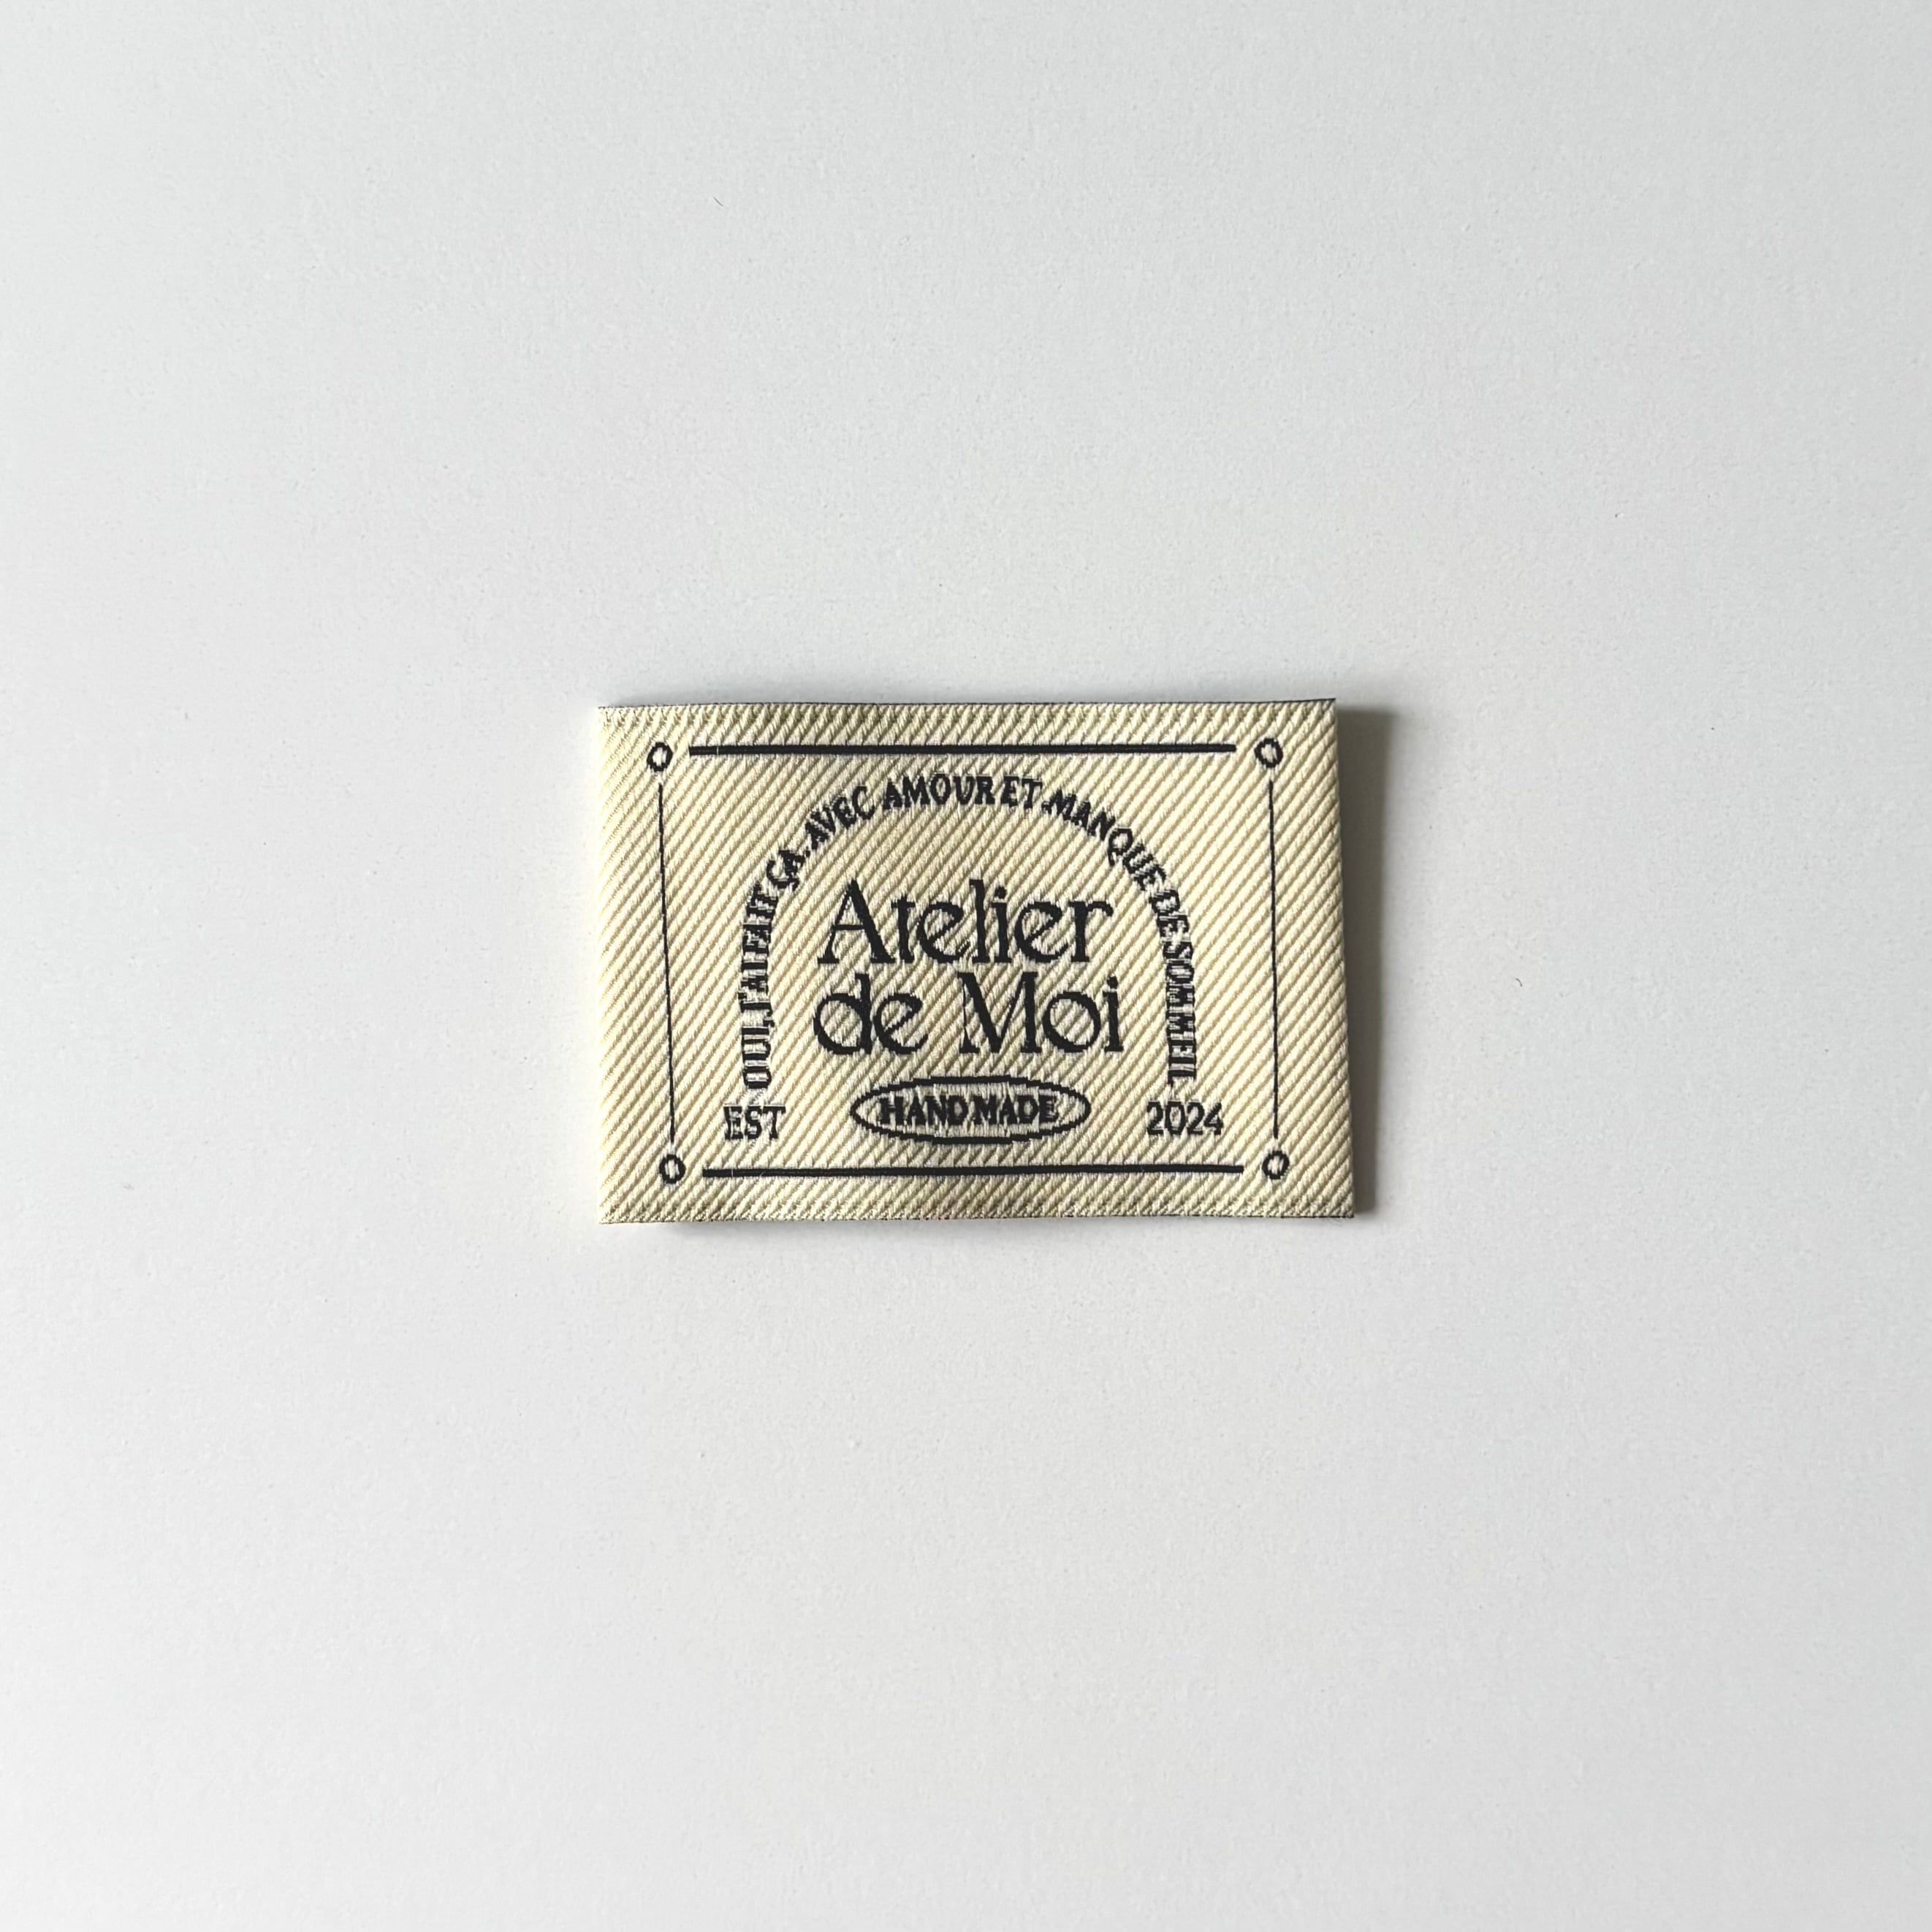 OUI, J'AI FAIT ÇA. AVEC AMOUR ET MANQUE DE SOMMEIL
Atelier
de Moi
EST
HANDMADE
2024